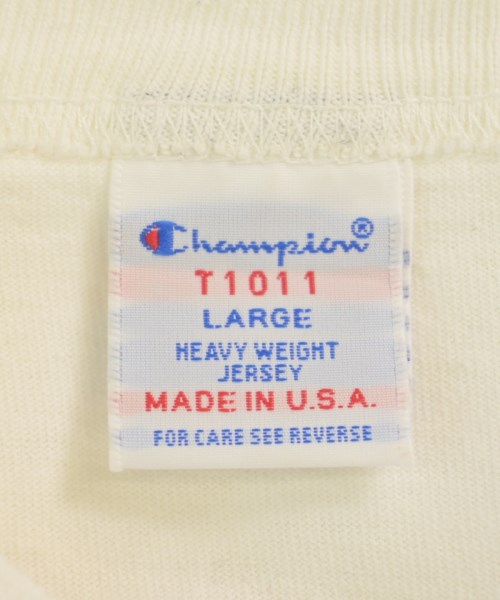 Champion®
T1011
LARGE
HEAVY WEIGHT
JERSEY
MADE IN U.S.A.
FOR CARE SEE REVERSE